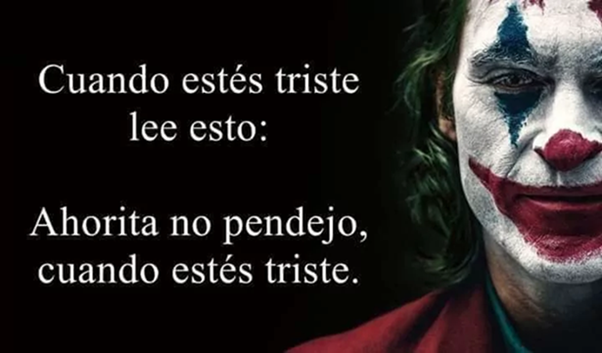 Cuando estés triste
lee esto:
Ahorita no pendejo,
cuando estés triste.